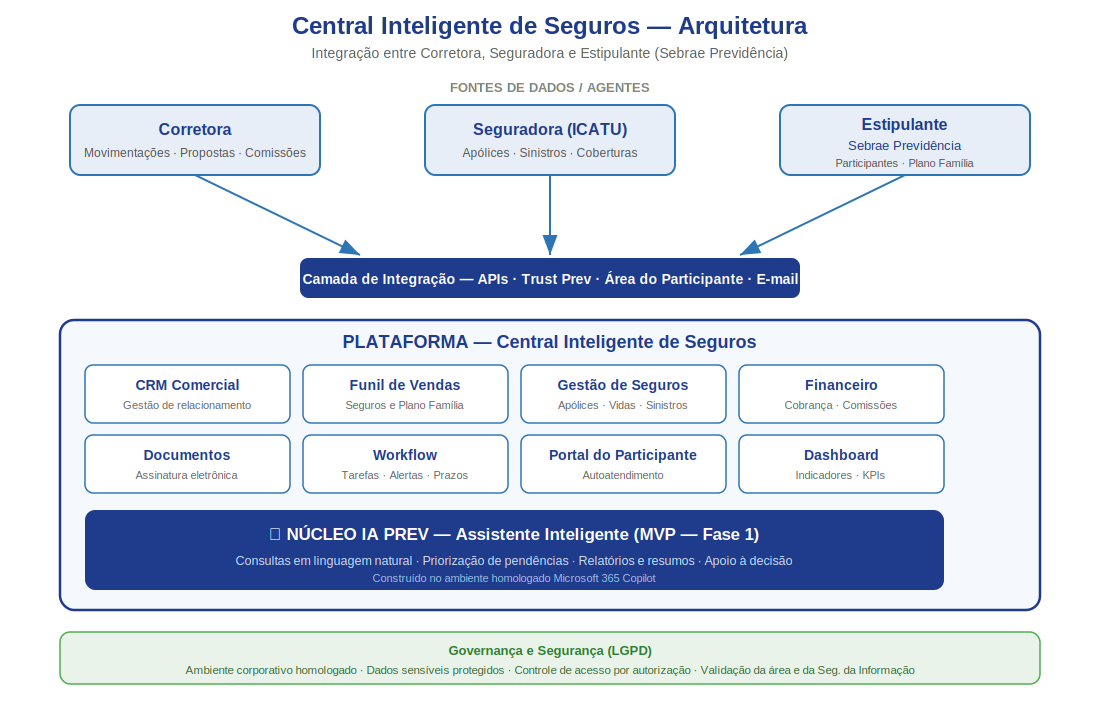 Central Inteligente de Seguros — Arquitetura
Integração entre Corretora, Seguradora e Estipulante (Sebrae Previdência)
FONTES DE DADOS / AGENTES
Corretora
Movimentações · Propostas · Comissões
Seguradora (ICATU)
Apólices · Sinistros · Coberturas
Estipulante
Sebrae Previdência
Participantes · Plano Família
Camada de Integração — APIs · Trust Prev · Área do Participante · E-mail
PLATAFORMA — Central Inteligente de Seguros
CRM Comercial
Gestão de relacionamento
Funil de Vendas
Seguros e Plano Família
Gestão de Seguros
Apólices · Vidas · Sinistros
Financeiro
Cobrança · Comissões
Documentos
Assinatura eletrônica
Workflow
Tarefas · Alertas · Prazos
Portal do Participante
Autoatendimento
Dashboard
Indicadores · KPIs
NÚCLEO IA PREV — Assistente Inteligente (MVP — Fase 1)
Consultas em linguagem natural · Priorização de pendências · Relatórios e resumos · Apoio à decisão
Construído no ambiente homologado Microsoft 365 Copilot
Governança e Segurança (LGPD)
Ambiente corporativo homologado · Dados sensíveis protegidos · Controle de acesso por autorização · Validação da área e da Seg. da Informação